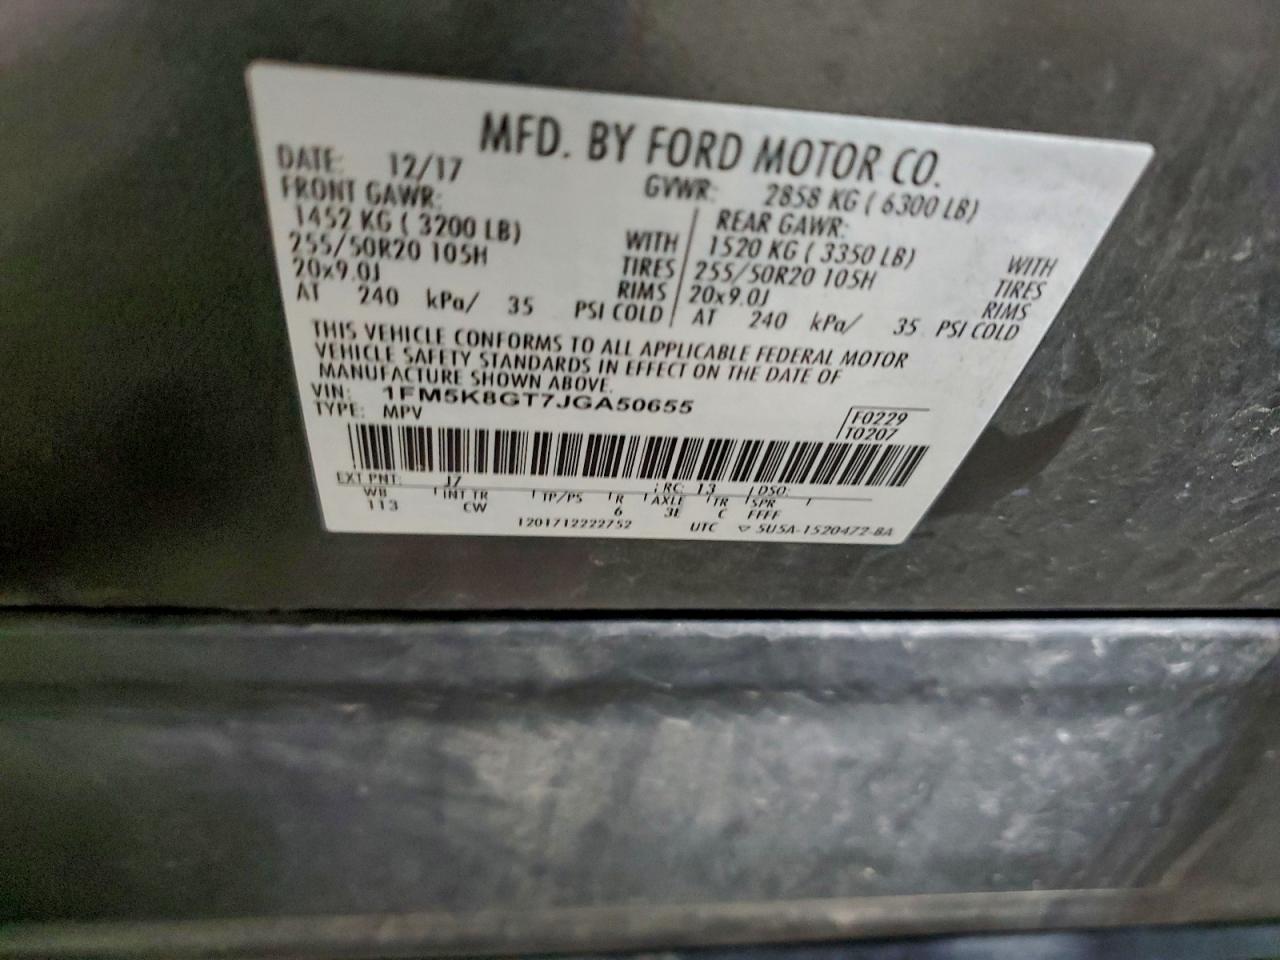 MFD. BY FORD MOTOR CO.
DATE: 12/17 GVWR: 2858 KG ( 6300 LB)
FRONT GAWR: REAR GAWR:
1452 KG ( 3200 LB) WITH 1520 KG ( 3350 LB) WITH
255/50R20 105H TIRES 255/50R20 105H TIRES
20x9.0J RIMS 20x9.0J RIMS
AT 240 kPa/ 35 PSI COLD AT 240 kPa/ 35 PSI COLD
THIS VEHICLE CONFORMS TO ALL APPLICABLE FEDERAL MOTOR
VEHICLE SAFETY STANDARDS IN EFFECT ON THE DATE OF
MANUFACTURE SHOWN ABOVE.
VIN: 1FM5K8GT7JGA50655
TYPE: MPV
F0229
T0207
EXT PNT: J7 RC: 13 DSO:
WB INT TR TP/PS R AXLE TR SPR
113 CW 6 3E C FFFF
1201712222752 UTC ▽ 5U5A-1520472-BA